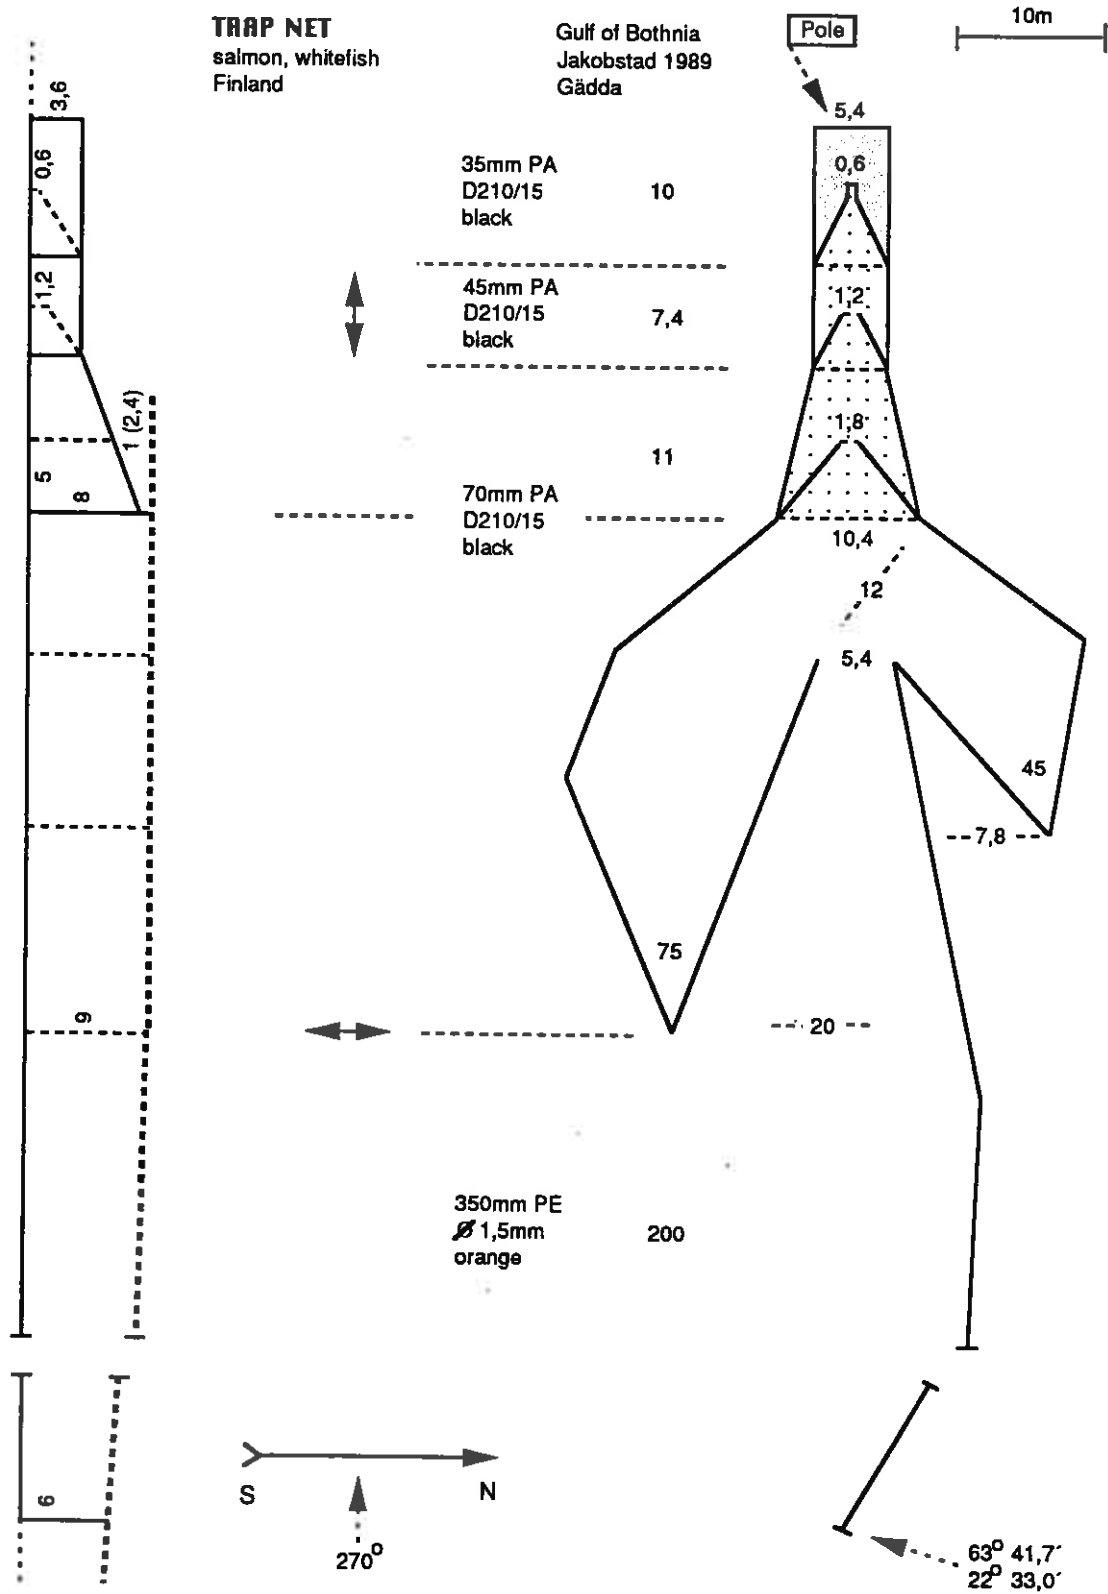 TRAP NET
salmon, whitefish
Finland
Gulf of Bothnia
Jakobstad 1989
Gädda
Pole
10m
3,6
0,6
1,2
1 (2,4)
5
8
9
6
35mm PA
D210/15
black
10
45mm PA
D210/15
black
7,4
11
70mm PA
D210/15
black
5,4
0,6
1,2
1,8
10,4
12
5,4
45
7,8
75
20
350mm PE
Ø 1,5mm
orange
200
S
N
270°
63° 41,7´
22° 33,0´